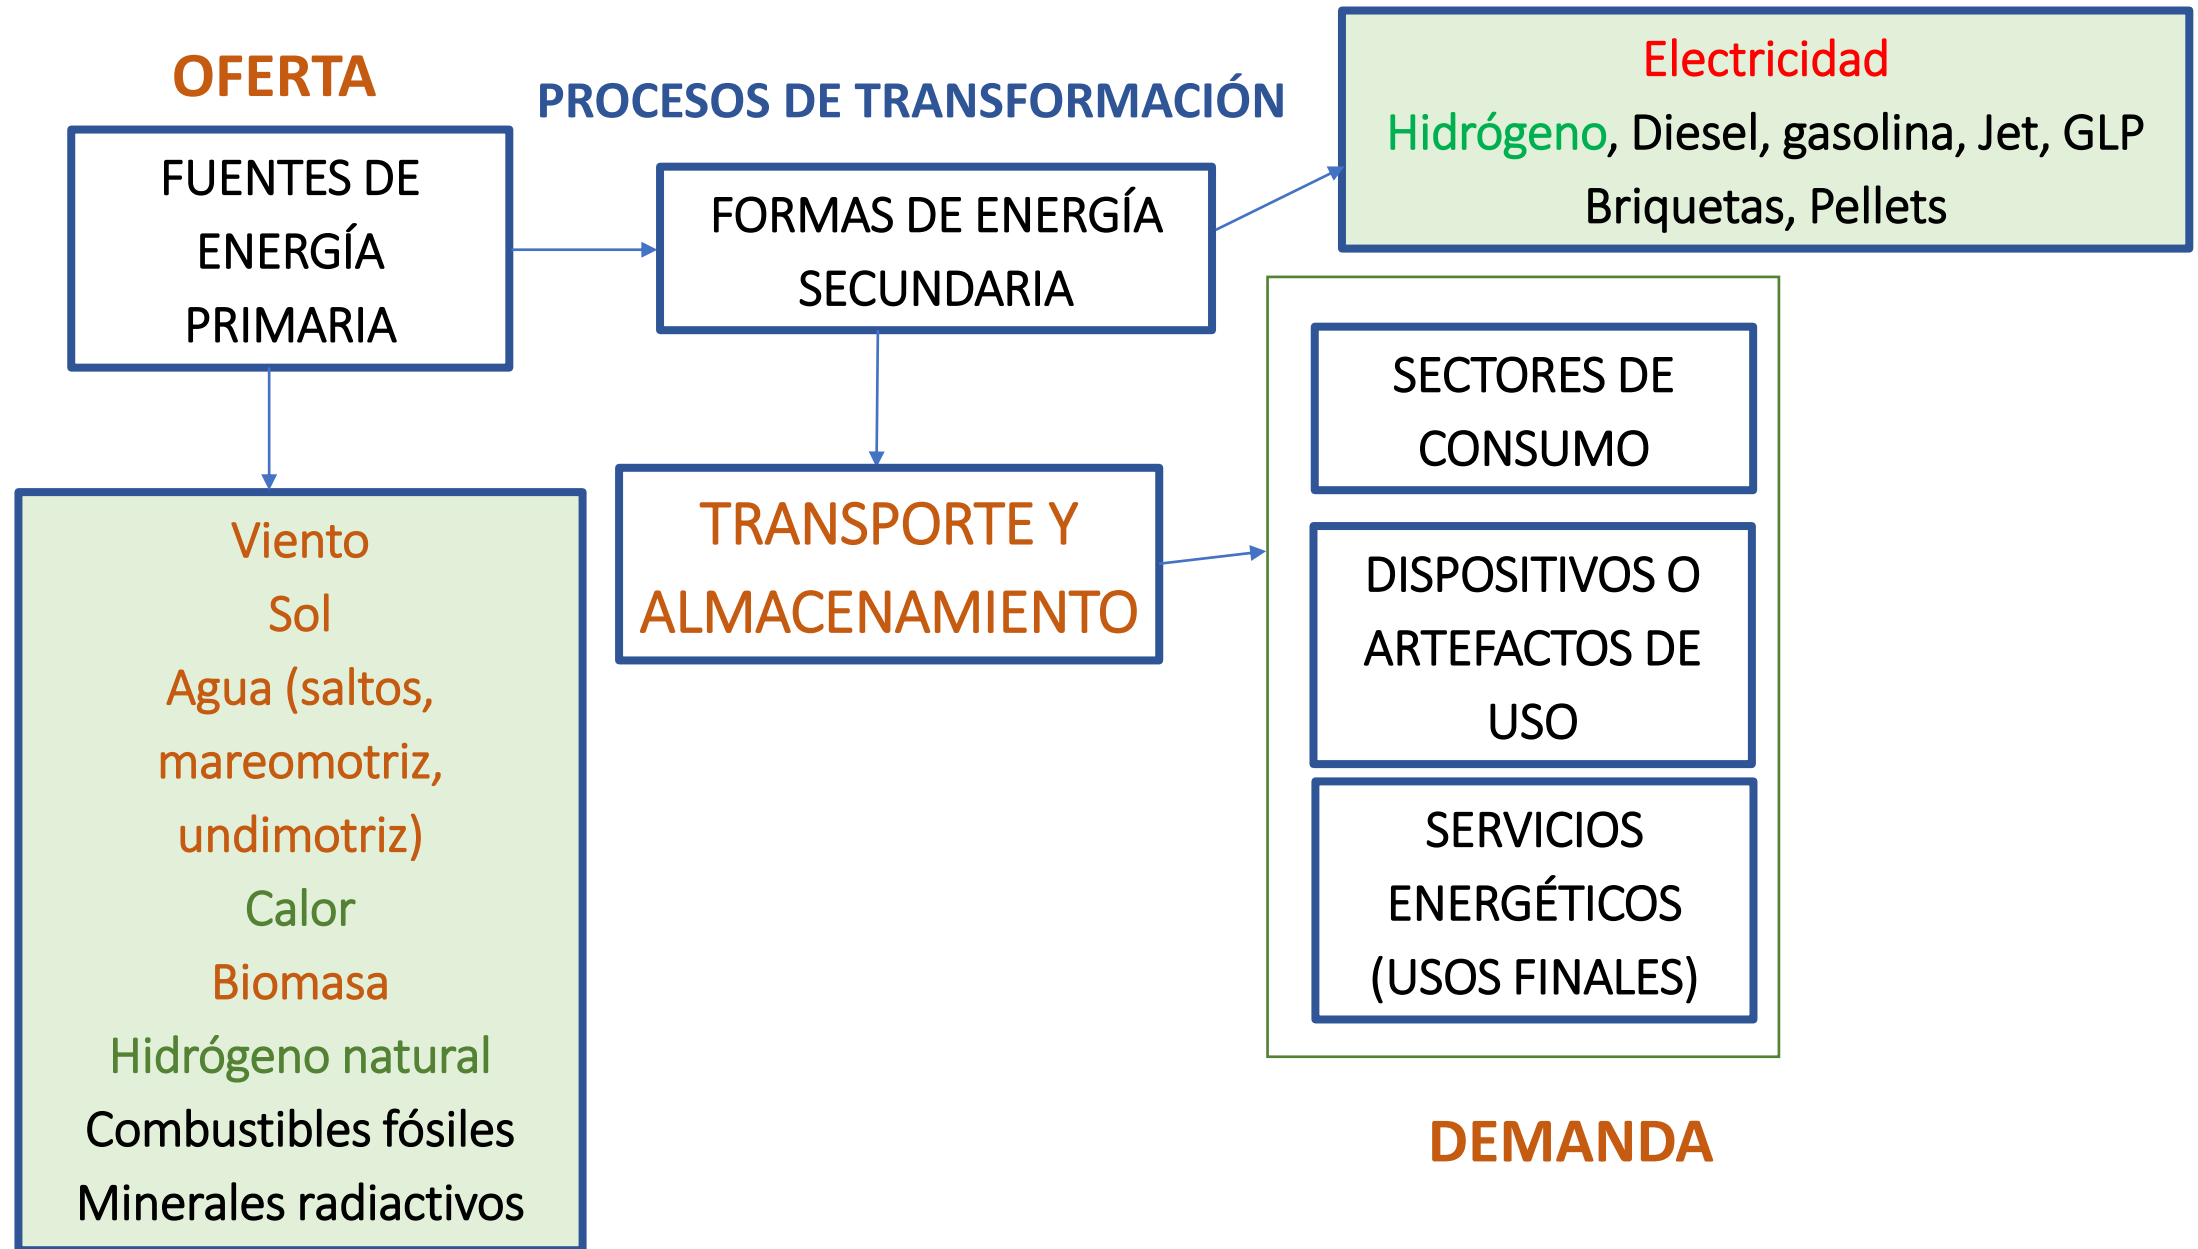 OFERTA
PROCESOS DE TRANSFORMACIÓN
Electricidad
Hidrógeno, Diesel, gasolina, Jet, GLP
Briquetas, Pellets
FUENTES DE
ENERGÍA
PRIMARIA
FORMAS DE ENERGÍA
SECUNDARIA
SECTORES DE
CONSUMO
TRANSPORTE Y
ALMACENAMIENTO
DISPOSITIVOS O
ARTEFACTOS DE
USO
SERVICIOS
ENERGÉTICOS
(USOS FINALES)
Viento
Sol
Agua (saltos,
mareomotriz,
undimotriz)
Calor
Biomasa
Hidrógeno natural
Combustibles fósiles
Minerales radiactivos
DEMANDA